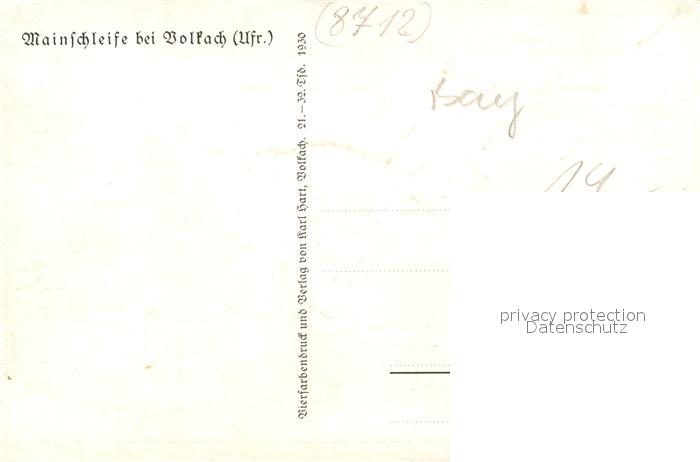 Mainschleife bei Volkach (Ufr.)
(8712)
Bay
14
Vierfarbendruck und Verlag von Karl Hart, Volkach. 21.–32. Tsd. 1930
privacy protection
Datenschutz